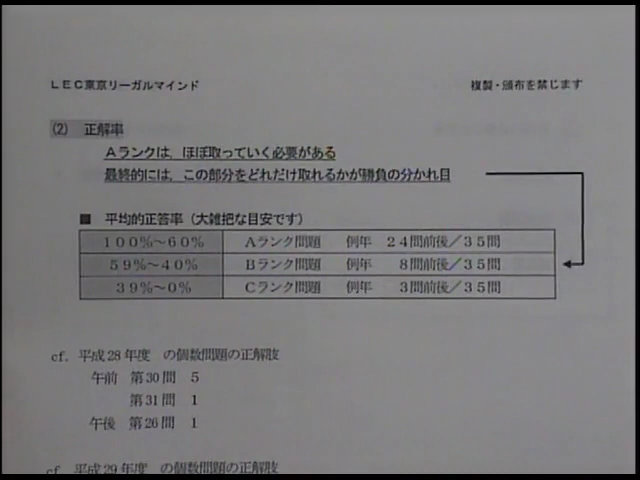 LEC東京リーガルマインド
複製・頒布を禁じます
(2) 正解率
Aランクは，ほぼ取っていく必要がある
最終的には，この部分をどれだけ取れるかが勝負の分かれ目
■ 平均的正答率（大雑把な目安です）
100%～60% Aランク問題 例年 24問前後／35問
59%～40% Bランク問題 例年 8問前後／35問
39%～0% Cランク問題 例年 3問前後／35問
cf. 平成28年度 の個数問題の正解肢
午前 第30問 5
第31問 1
午後 第26問 1
cf. 平成29年度 の個数問題の正解肢